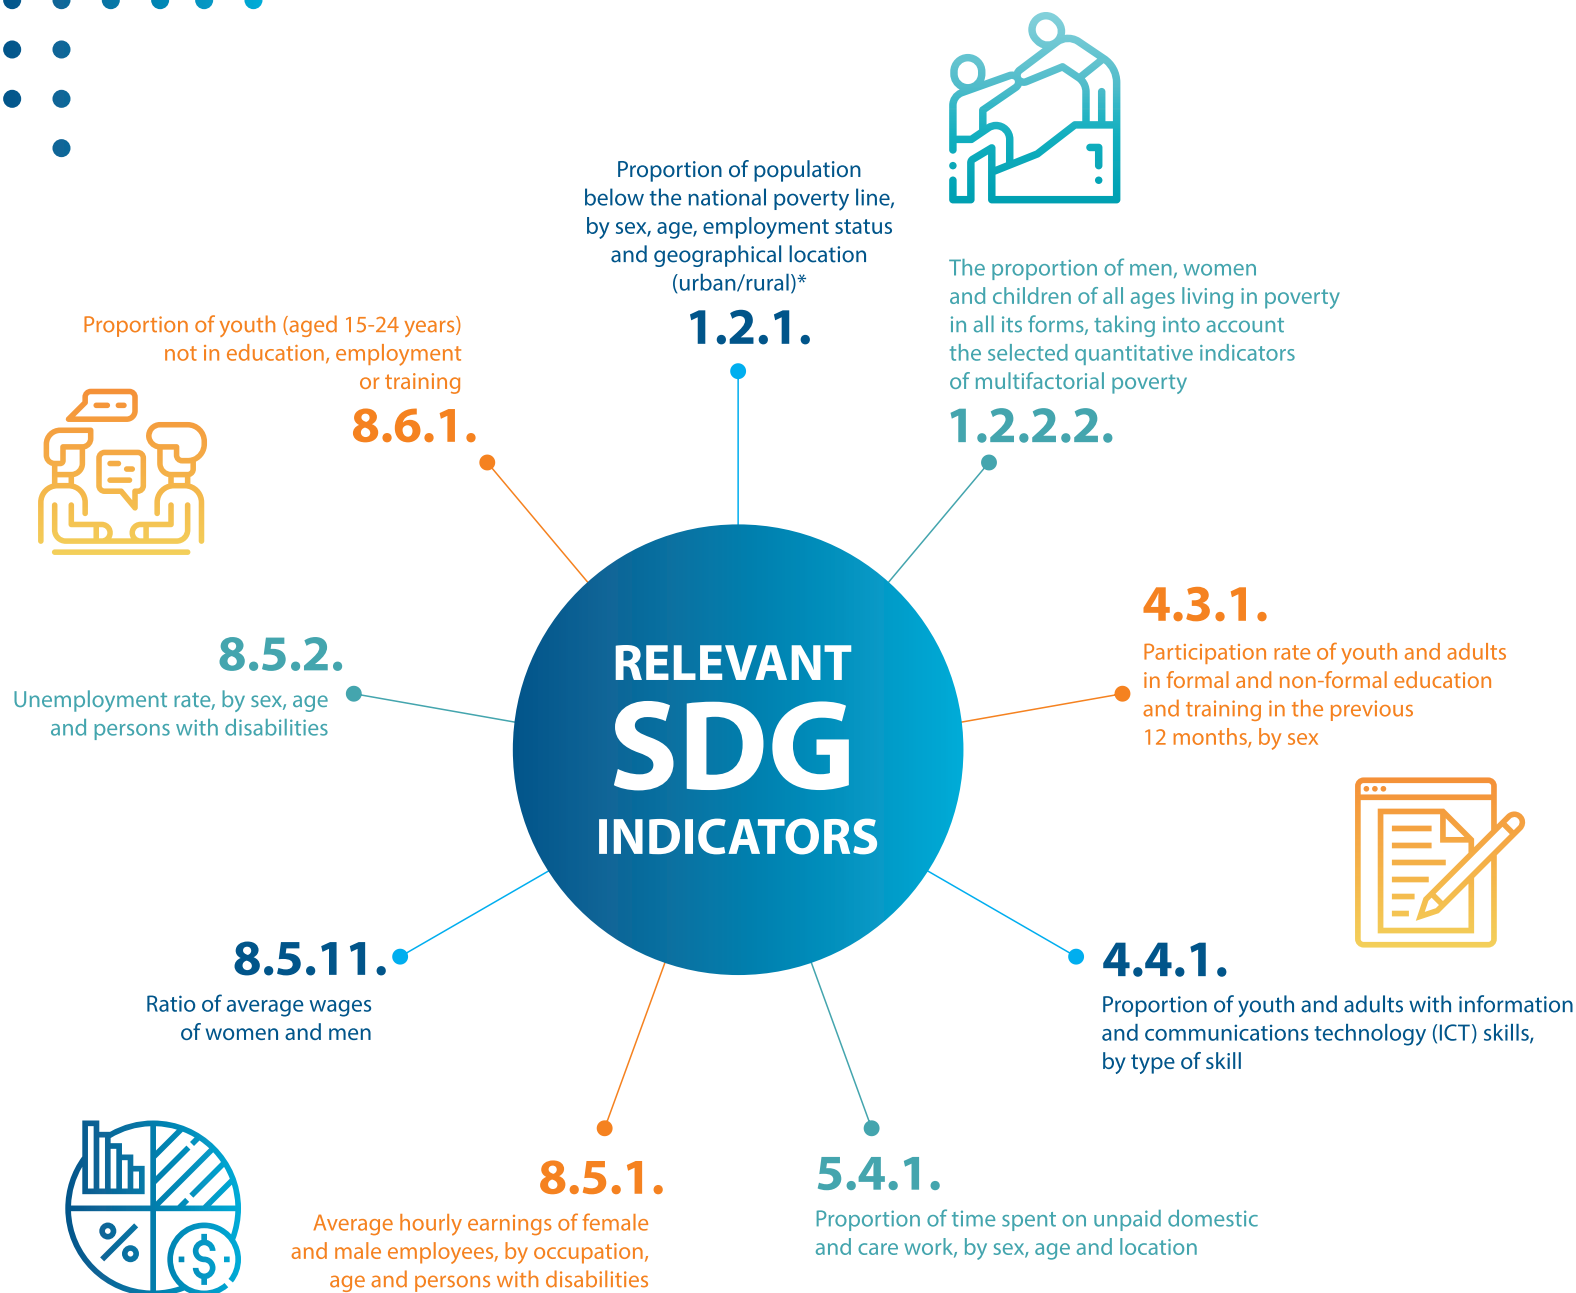 Proportion of population
below the national poverty line,
by sex, age, employment status
and geographical location
(urban/rural)*
1.2.1.
The proportion of men, women
and children of all ages living in poverty
in all its forms, taking into account
the selected quantitative indicators
of multifactorial poverty
1.2.2.2.
Proportion of youth (aged 15-24 years)
not in education, employment
or training
8.6.1.
4.3.1.
Participation rate of youth and adults
in formal and non-formal education
and training in the previous
12 months, by sex
8.5.2.
Unemployment rate, by sex, age
and persons with disabilities
RELEVANT
SDG
INDICATORS
8.5.11.
Ratio of average wages
of women and men
4.4.1.
Proportion of youth and adults with information
and communications technology (ICT) skills,
by type of skill
8.5.1.
Average hourly earnings of female
and male employees, by occupation,
age and persons with disabilities
5.4.1.
Proportion of time spent on unpaid domestic
and care work, by sex, age and location
%
$